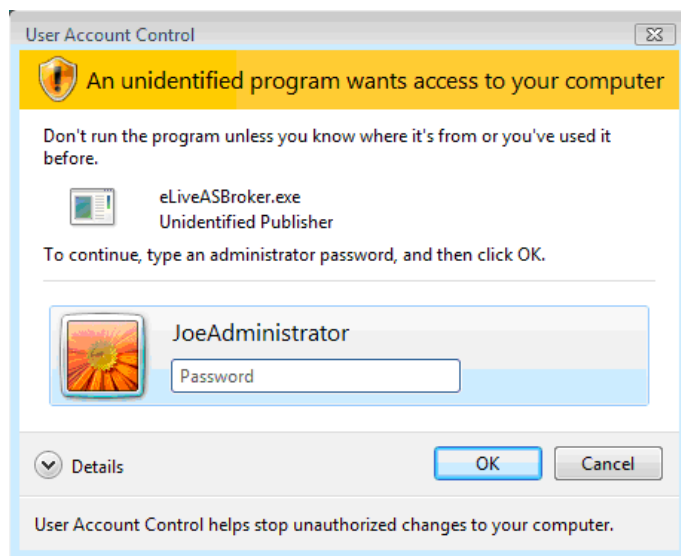 User Account Control
An unidentified program wants access to your computer
Don't run the program unless you know where it's from or you've used it
before.
eLiveASBroker.exe
Unidentified Publisher
To continue, type an administrator password, and then click OK.
JoeAdministrator
Password
Details
OK
Cancel
User Account Control helps stop unauthorized changes to your computer.